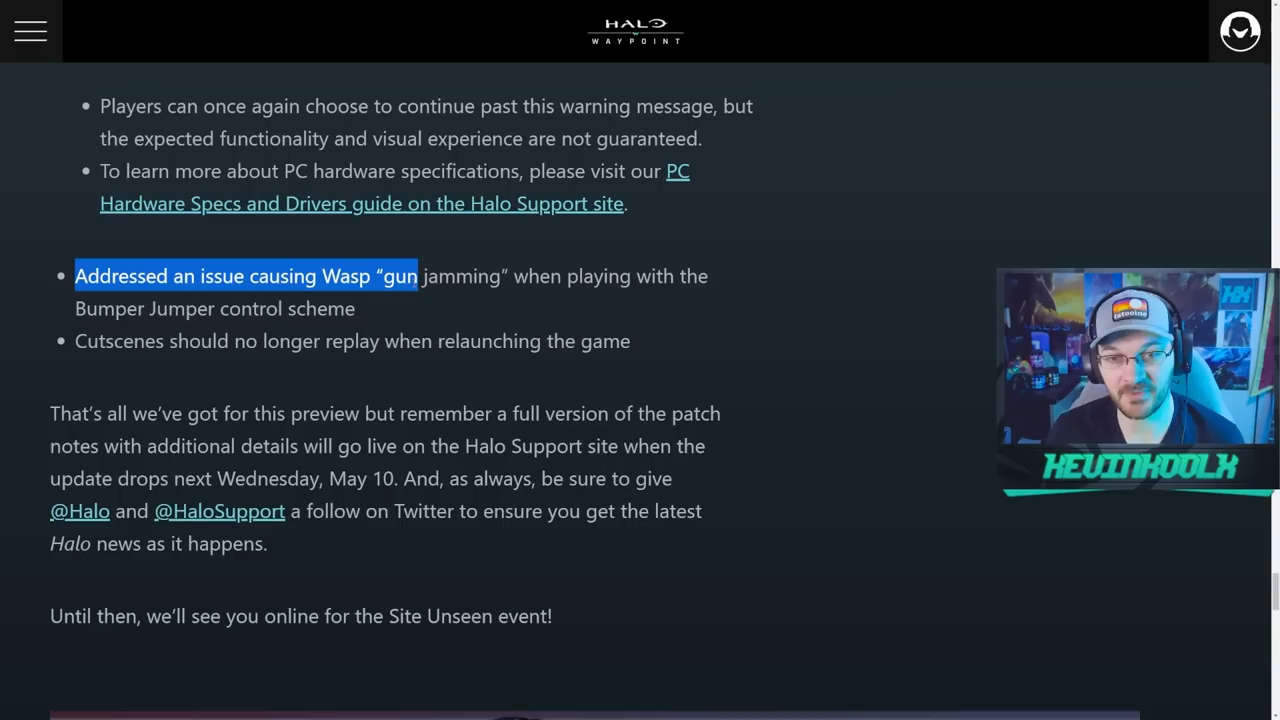 HALO
WAYPOINT
Players can once again choose to continue past this warning message, but
the expected functionality and visual experience are not guaranteed.
To learn more about PC hardware specifications, please visit our PC
Hardware Specs and Drivers guide on the Halo Support site.
Addressed an issue causing Wasp “gun jamming” when playing with the
Bumper Jumper control scheme
Cutscenes should no longer replay when relaunching the game
tatooine
KEVINKOOLX
That’s all we’ve got for this preview but remember a full version of the patch
notes with additional details will go live on the Halo Support site when the
update drops next Wednesday, May 10. And, as always, be sure to give
@Halo and @HaloSupport a follow on Twitter to ensure you get the latest
Halo news as it happens.
Until then, we’ll see you online for the Site Unseen event!